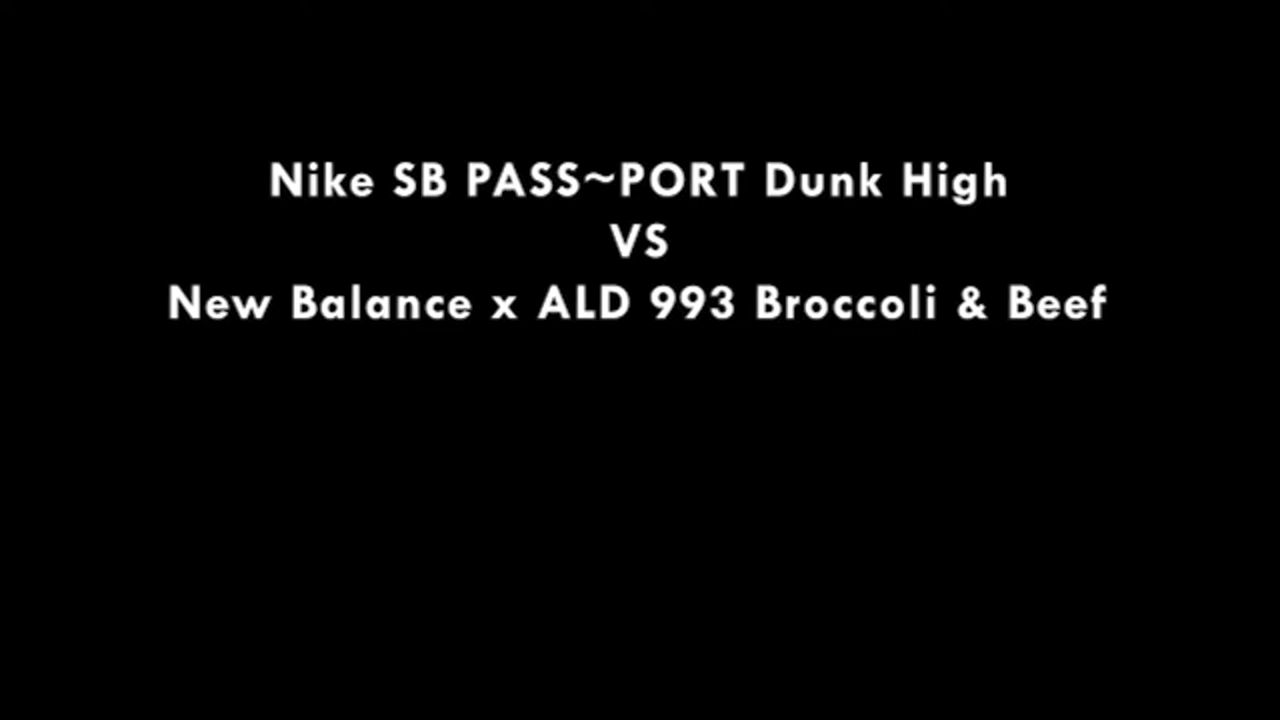 Nike SB PASS~PORT Dunk High
VS
New Balance x ALD 993 Broccoli & Beef